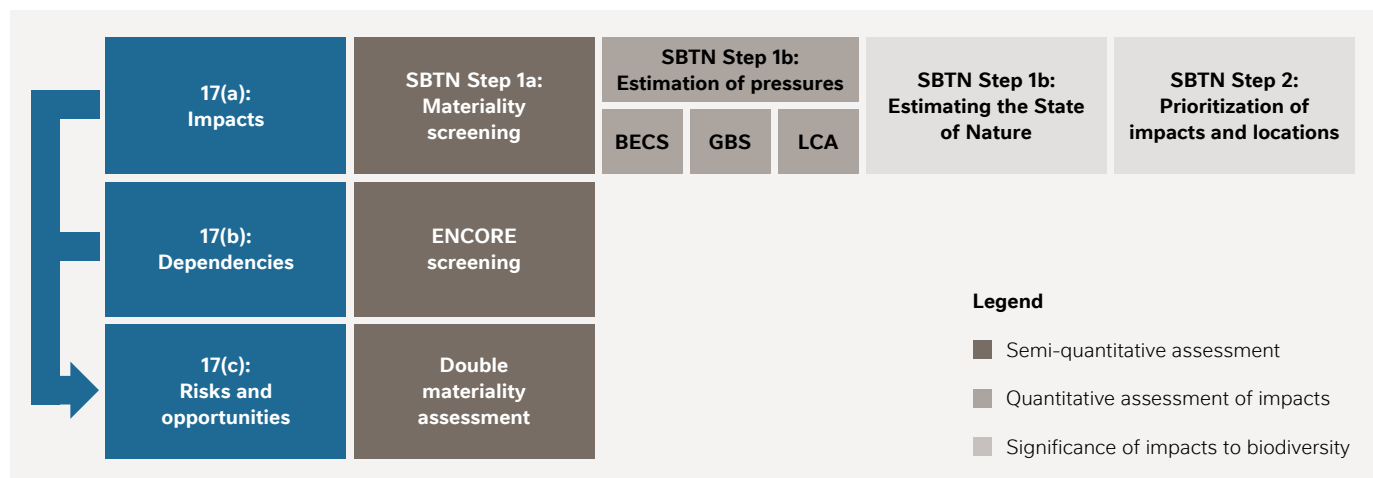 17(a):
Impacts
SBTN Step 1a:
Materiality
screening
SBTN Step 1b:
Estimation of pressures
BECS
GBS
LCA
SBTN Step 1b:
Estimating the State
of Nature
SBTN Step 2:
Prioritization of
impacts and locations
17(b):
Dependencies
ENCORE
screening
17(c):
Risks and
opportunities
Double
materiality
assessment
Legend
Semi-quantitative assessment
Quantitative assessment of impacts
Significance of impacts to biodiversity